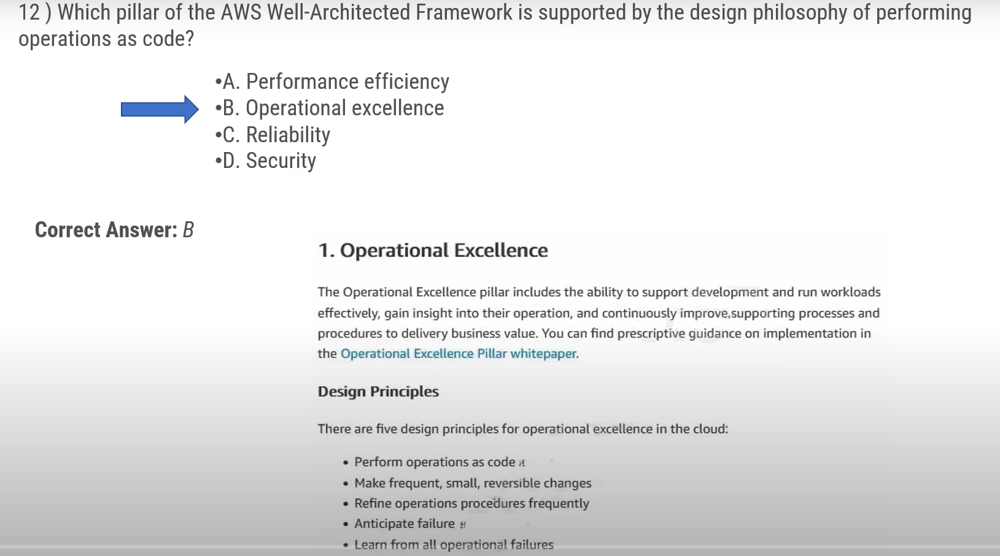 12 ) Which pillar of the AWS Well-Architected Framework is supported by the design philosophy of performing
operations as code?
•A. Performance efficiency
•B. Operational excellence
•C. Reliability
•D. Security
Correct Answer: B
1. Operational Excellence
The Operational Excellence pillar includes the ability to support development and run workloads
effectively, gain insight into their operation, and continuously improve,supporting processes and
procedures to delivery business value. You can find prescriptive guidance on implementation in
the Operational Excellence Pillar whitepaper.
Design Principles
There are five design principles for operational excellence in the cloud:
• Perform operations as code
• Make frequent, small, reversible changes
• Refine operations procedures frequently
• Anticipate failure
• Learn from all operational failures